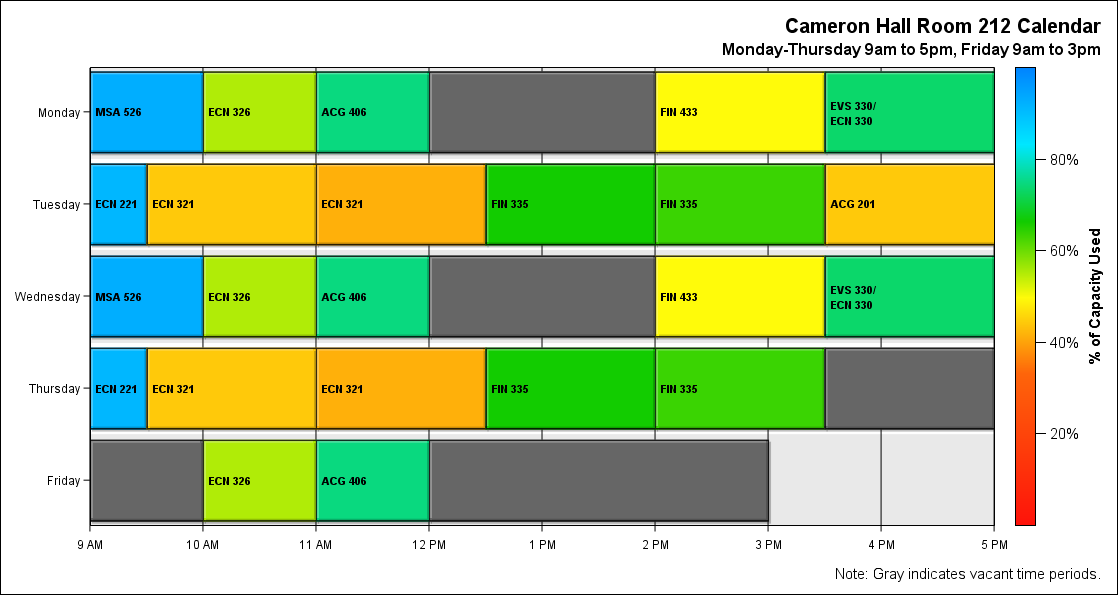 Cameron Hall Room 212 Calendar
Monday-Thursday 9am to 5pm, Friday 9am to 3pm
Monday
MSA 526
ECN 326
ACG 406
FIN 433
EVS 330/
ECN 330
Tuesday
ECN 221
ECN 321
ECN 321
FIN 335
FIN 335
ACG 201
Wednesday
MSA 526
ECN 326
ACG 406
FIN 433
EVS 330/
ECN 330
Thursday
ECN 221
ECN 321
ECN 321
FIN 335
FIN 335
Friday
ECN 326
ACG 406
9 AM
10 AM
11 AM
12 PM
1 PM
2 PM
3 PM
4 PM
5 PM
80%
60%
40%
20%
% of Capacity Used
Note: Gray indicates vacant time periods.